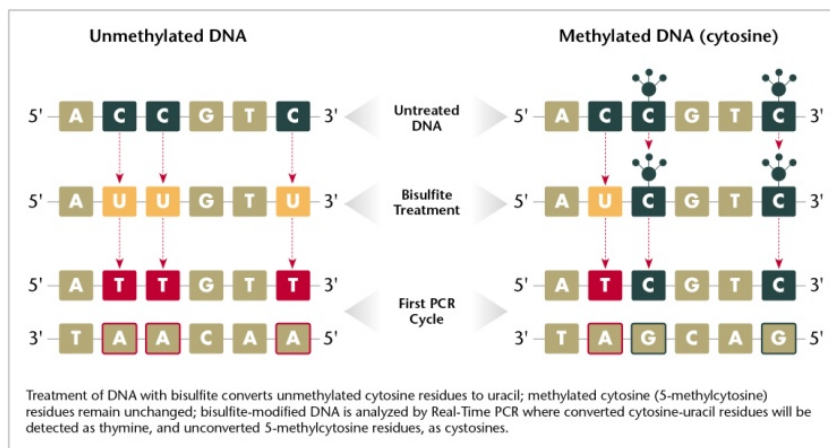 Unmethylated DNA Methylated DNA (cytosine)
5' A C C G T C 3' Untreated DNA 5' A C C G T C 3'
5' A U U G T U 3' Bisulfite Treatment 5' A U C G T C 3'
5' A T T G T T 3' First PCR Cycle 5' A T C G T C 3'
3' T A A C A A 5' 3' T A G C A G 5'
Treatment of DNA with bisulfite converts unmethylated cytosine residues to uracil; methylated cytosine (5-methylcytosine)
residues remain unchanged; bisulfite-modified DNA is analyzed by Real-Time PCR where converted cytosine-uracil residues will be
detected as thymine, and unconverted 5-methylcytosine residues, as cystosines.